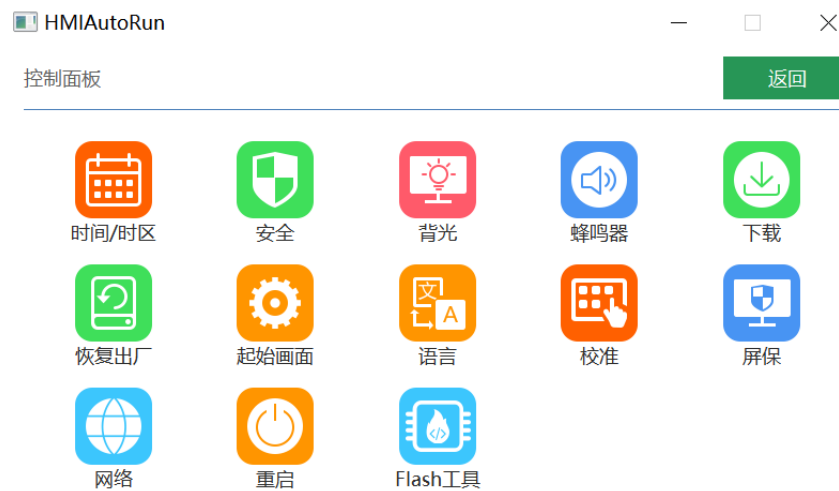 HMIAutoRun
控制面板 返回
时间/时区 安全 背光 蜂鸣器 下载
文 A
恢复出厂 起始画面 语言 校准 屏保
</>
网络 重启 Flash工具